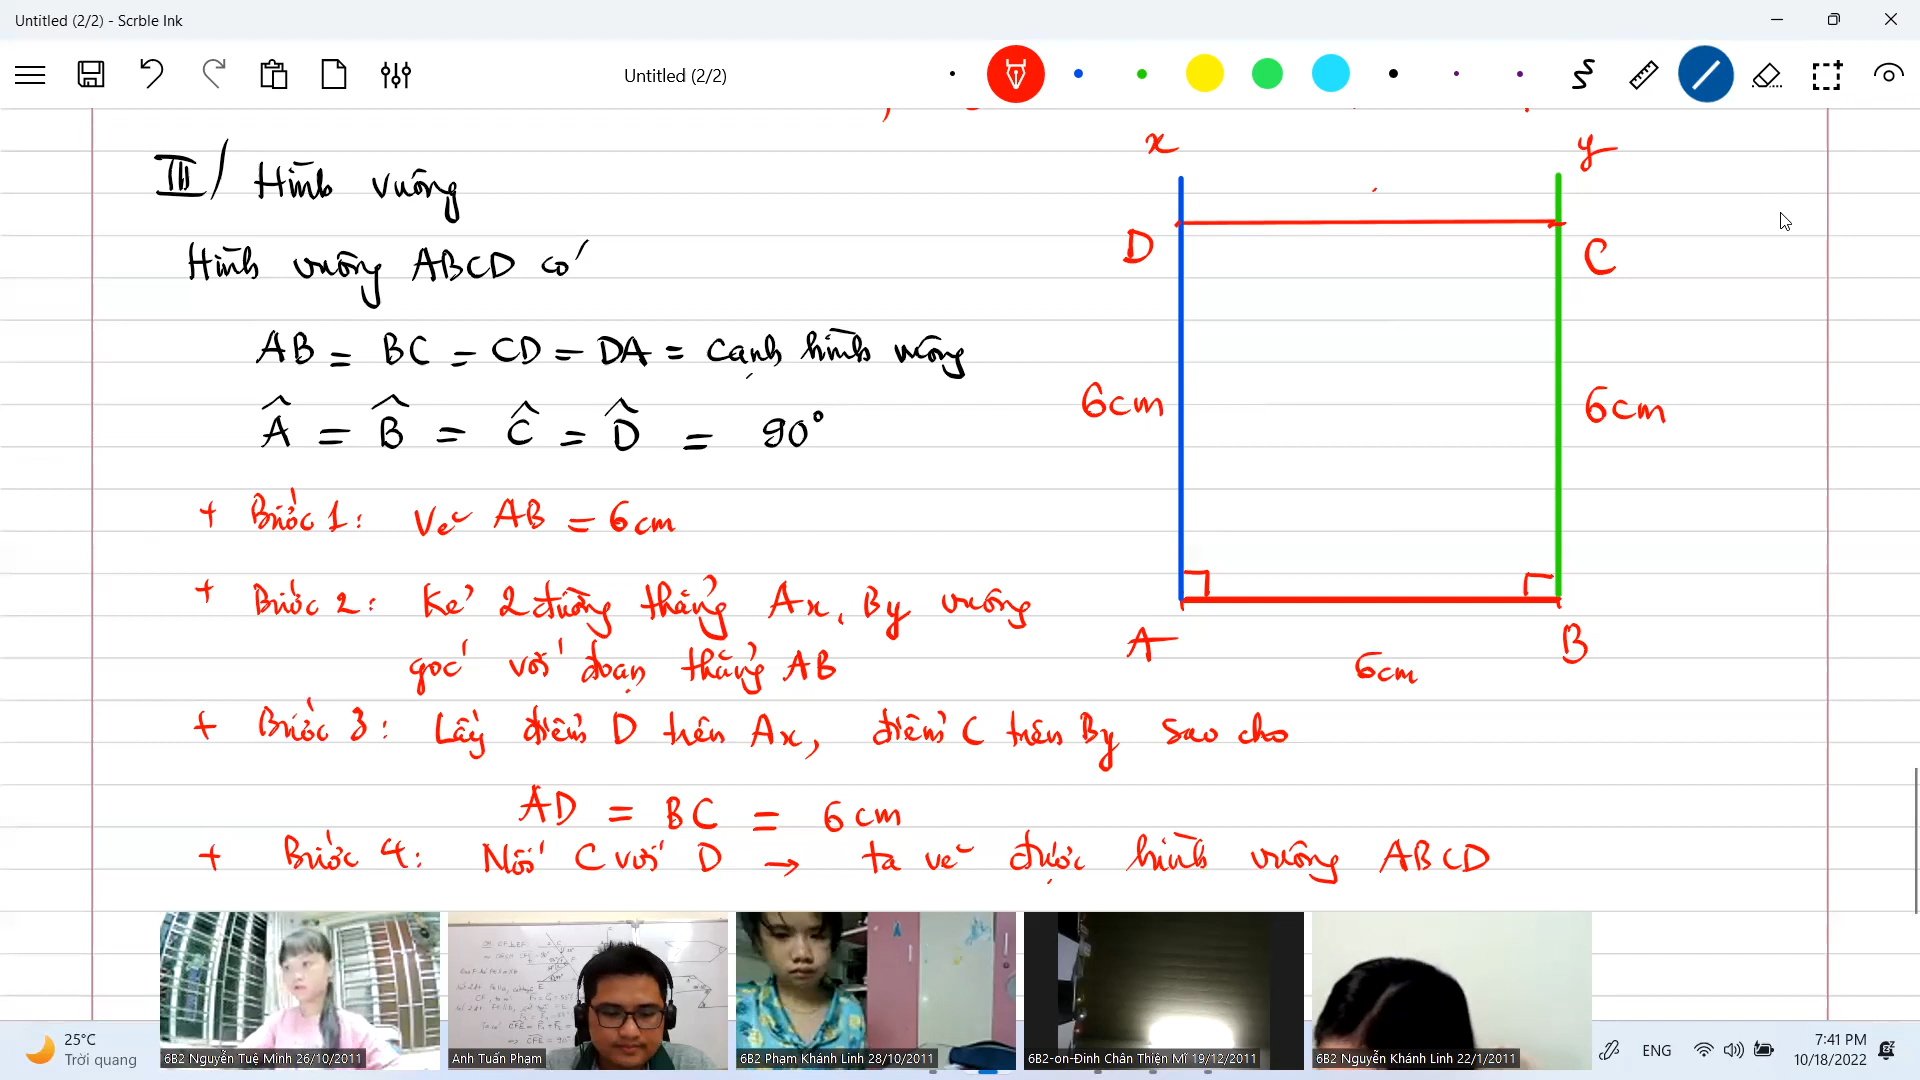 Untitled (2/2) - Scrble Ink
Untitled (2/2)
III/ Hình vuông
Hình vuông ABCD có
AB = BC = CD = DA = cạnh hình vuông
Â = B̂ = Ĉ = D̂ = 90°
+ Bước 1: Vẽ AB = 6cm
+ Bước 2: Kẻ 2 đường thẳng Ax, By vuông
góc với đoạn thẳng AB
+ Bước 3: Lấy điểm D trên Ax, điểm C trên By sao cho
AD = BC = 6cm
+ Bước 4: Nối C với D → ta vẽ được hình vuông ABCD
x
y
D
C
6cm
6cm
A
B
6cm
6B2 Nguyễn Tuệ Minh 26/10/2011
Anh Tuấn Phạm
6B2 Phạm Khánh Linh 28/10/2011
6B2-on-Đinh Chân Thiện Mĩ 19/12/2011
6B2 Nguyễn Khánh Linh 22/1/2011
25°C
Trời quang
ENG
7:41 PM
10/18/2022